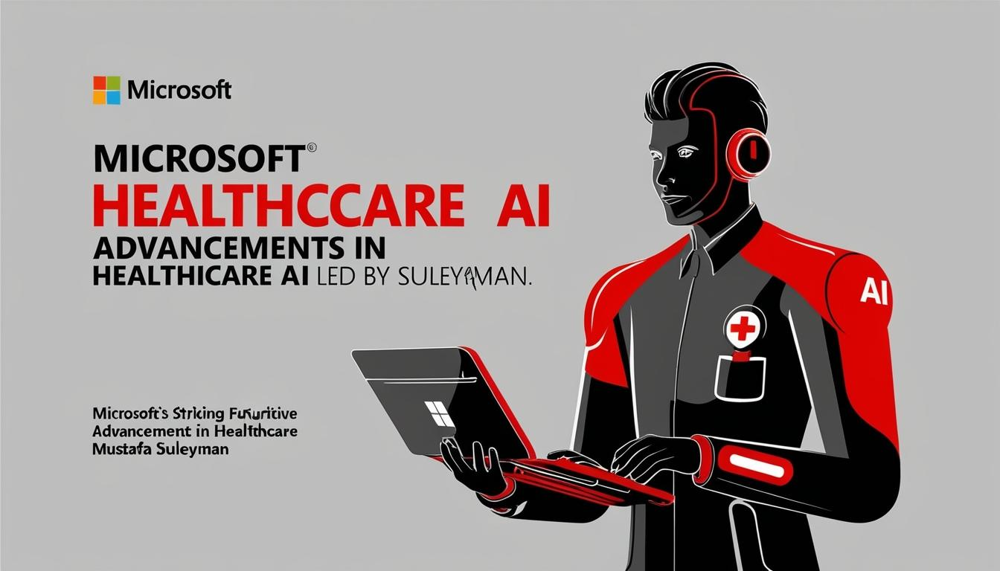 Microsoft
MICROSOFT®
HEALTHCCARE AI
ADVANCEMENTS IN
HEALTHICARE AI LED BY SULEYMAN.
AI
Microsoft's Striking
Advancement in Healthcare
Mustafa Suleyman